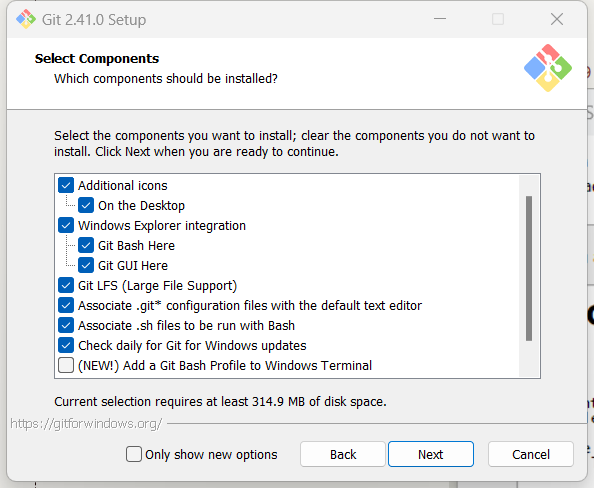 Git 2.41.0 Setup
Select Components
Which components should be installed?
Select the components you want to install; clear the components you do not want to
install. Click Next when you are ready to continue.
Additional icons
On the Desktop
Windows Explorer integration
Git Bash Here
Git GUI Here
Git LFS (Large File Support)
Associate .git* configuration files with the default text editor
Associate .sh files to be run with Bash
Check daily for Git for Windows updates
(NEW!) Add a Git Bash Profile to Windows Terminal
Current selection requires at least 314.9 MB of disk space.
https://gitforwindows.org/
Only show new options
Back
Next
Cancel